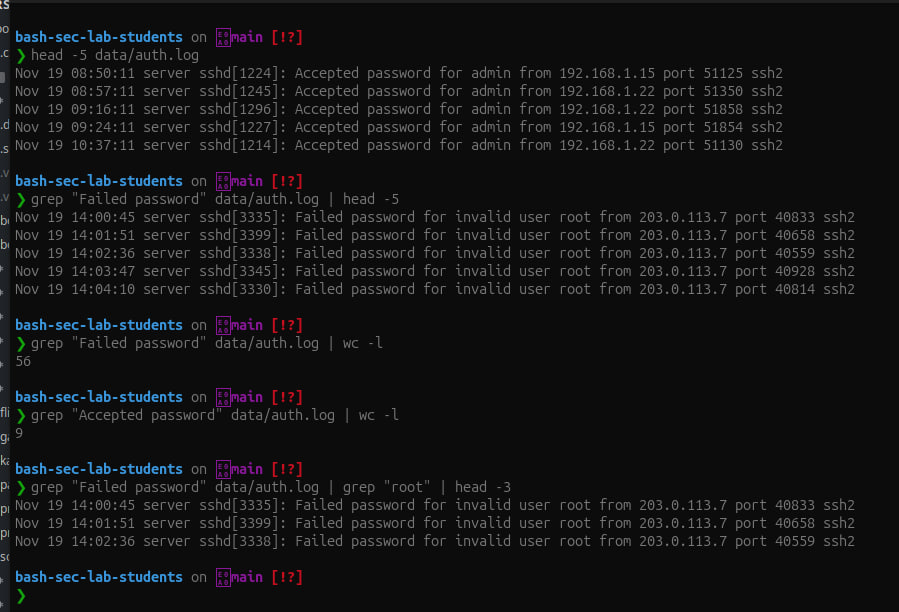 bash-sec-lab-students on main [!?]
❯ head -5 data/auth.log
Nov 19 08:50:11 server sshd[1224]: Accepted password for admin from 192.168.1.15 port 51125 ssh2
Nov 19 08:57:11 server sshd[1245]: Accepted password for admin from 192.168.1.22 port 51350 ssh2
Nov 19 09:16:11 server sshd[1296]: Accepted password for admin from 192.168.1.22 port 51858 ssh2
Nov 19 09:24:11 server sshd[1227]: Accepted password for admin from 192.168.1.15 port 51854 ssh2
Nov 19 10:37:11 server sshd[1214]: Accepted password for admin from 192.168.1.22 port 51130 ssh2
bash-sec-lab-students on main [!?]
❯ grep "Failed password" data/auth.log | head -5
Nov 19 14:00:45 server sshd[3335]: Failed password for invalid user root from 203.0.113.7 port 40833 ssh2
Nov 19 14:01:51 server sshd[3399]: Failed password for invalid user root from 203.0.113.7 port 40658 ssh2
Nov 19 14:02:36 server sshd[3338]: Failed password for invalid user root from 203.0.113.7 port 40559 ssh2
Nov 19 14:03:47 server sshd[3345]: Failed password for invalid user root from 203.0.113.7 port 40928 ssh2
Nov 19 14:04:10 server sshd[3330]: Failed password for invalid user root from 203.0.113.7 port 40814 ssh2
bash-sec-lab-students on main [!?]
❯ grep "Failed password" data/auth.log | wc -l
56
bash-sec-lab-students on main [!?]
❯ grep "Accepted password" data/auth.log | wc -l
9
bash-sec-lab-students on main [!?]
❯ grep "Failed password" data/auth.log | grep "root" | head -3
Nov 19 14:00:45 server sshd[3335]: Failed password for invalid user root from 203.0.113.7 port 40833 ssh2
Nov 19 14:01:51 server sshd[3399]: Failed password for invalid user root from 203.0.113.7 port 40658 ssh2
Nov 19 14:02:36 server sshd[3338]: Failed password for invalid user root from 203.0.113.7 port 40559 ssh2
bash-sec-lab-students on main [!?]
❯